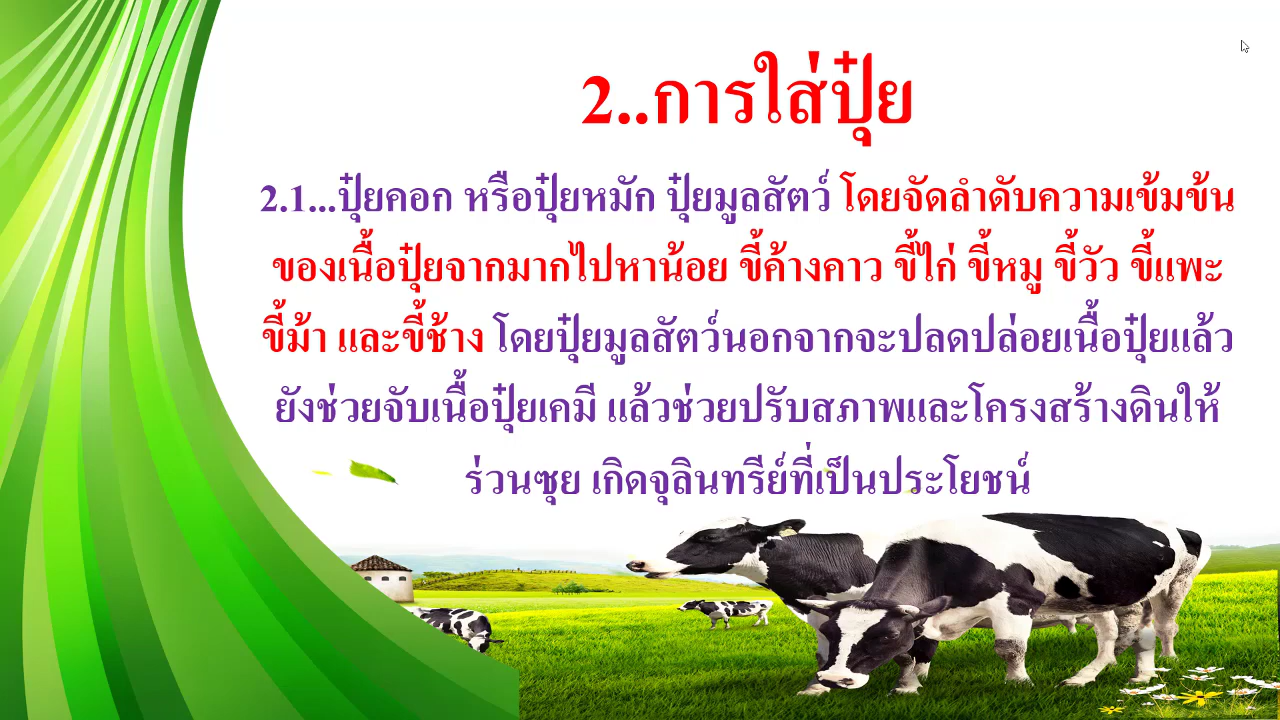 2..การใส่ปุ๋ย
2.1...ปุ๋ยคอก หรือปุ๋ยหมัก ปุ๋ยมูลสัตว์ โดยจัดลำดับความเข้มข้น
ของเนื้อปุ๋ยจากมากไปหาน้อย ขี้ค้างคาว ขี้ไก่ ขี้หมู ขี้วัว ขี้แพะ
ขี้ม้า และขี้ช้าง โดยปุ๋ยมูลสัตว์นอกจากจะปลดปล่อยเนื้อปุ๋ยแล้ว
ยังช่วยจับเนื้อปุ๋ยเคมี แล้วช่วยปรับสภาพและโครงสร้างดินให้
ร่วนซุย เกิดจุลินทรีย์ที่เป็นประโยชน์